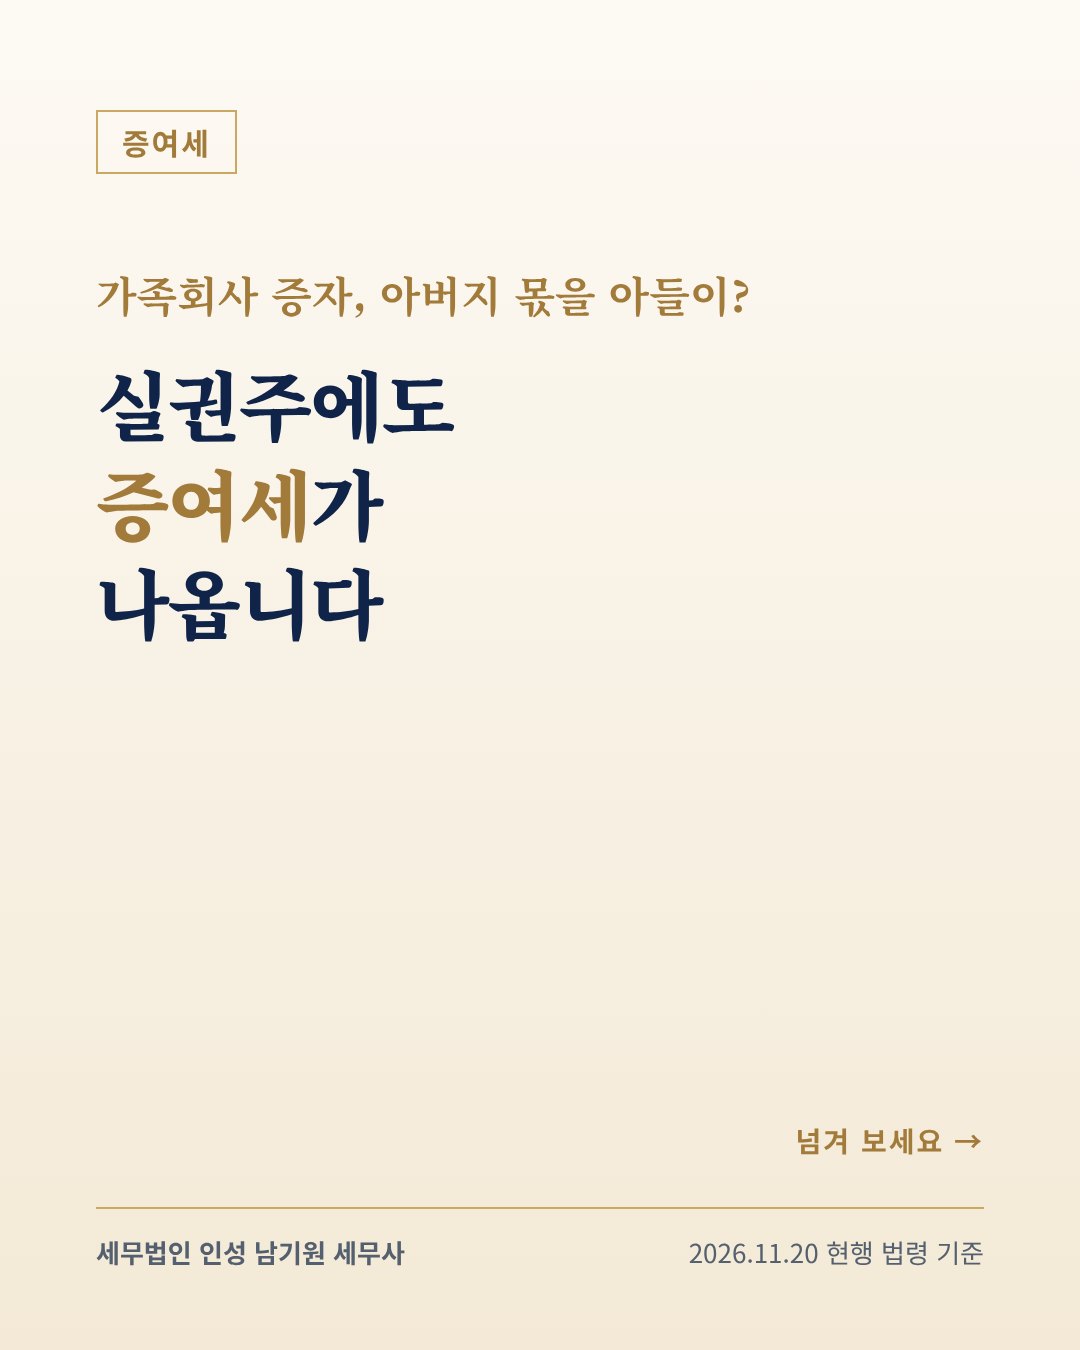 증여세
가족회사 증자, 아버지 몫을 아들이?
실권주에도
증여세가
나옵니다
넘겨 보세요 →
세무법인 인성 남기원 세무사
2026.11.20 현행 법령 기준